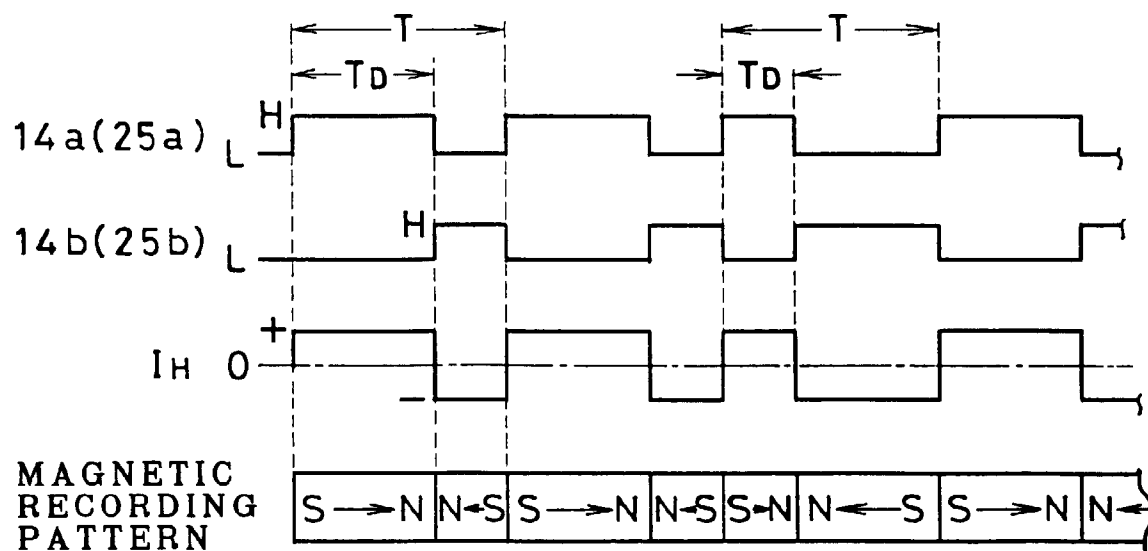 T T
TD TD
14a(25a) H L
14b(25b) H L
IH + 0 −
MAGNETIC
RECORDING
PATTERN
S N N S S N N S S N N S S N N